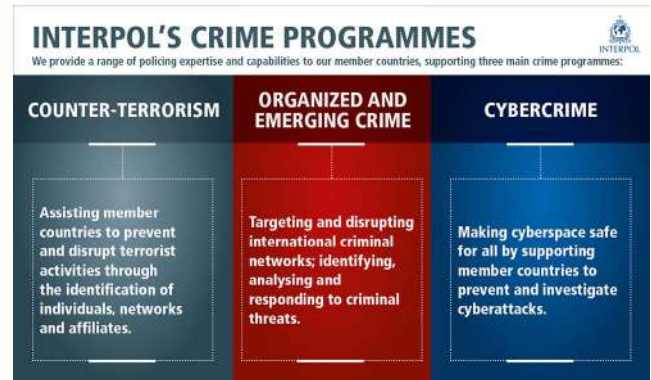 INTERPOL'S CRIME PROGRAMMES
INTERPOL
We provide a range of policing expertise and capabilities to our member countries, supporting three main crime programmes:
COUNTER-TERRORISM
Assisting member
countries to prevent
and disrupt terrorist
activities through
the identification of
individuals, networks
and affiliates.
ORGANIZED AND
EMERGING CRIME
Targeting and disrupting
international criminal
networks; identifying,
analysing and
responding to criminal
threats.
CYBERCRIME
Making cyberspace safe
for all by supporting
member countries to
prevent and investigate
cyberattacks.